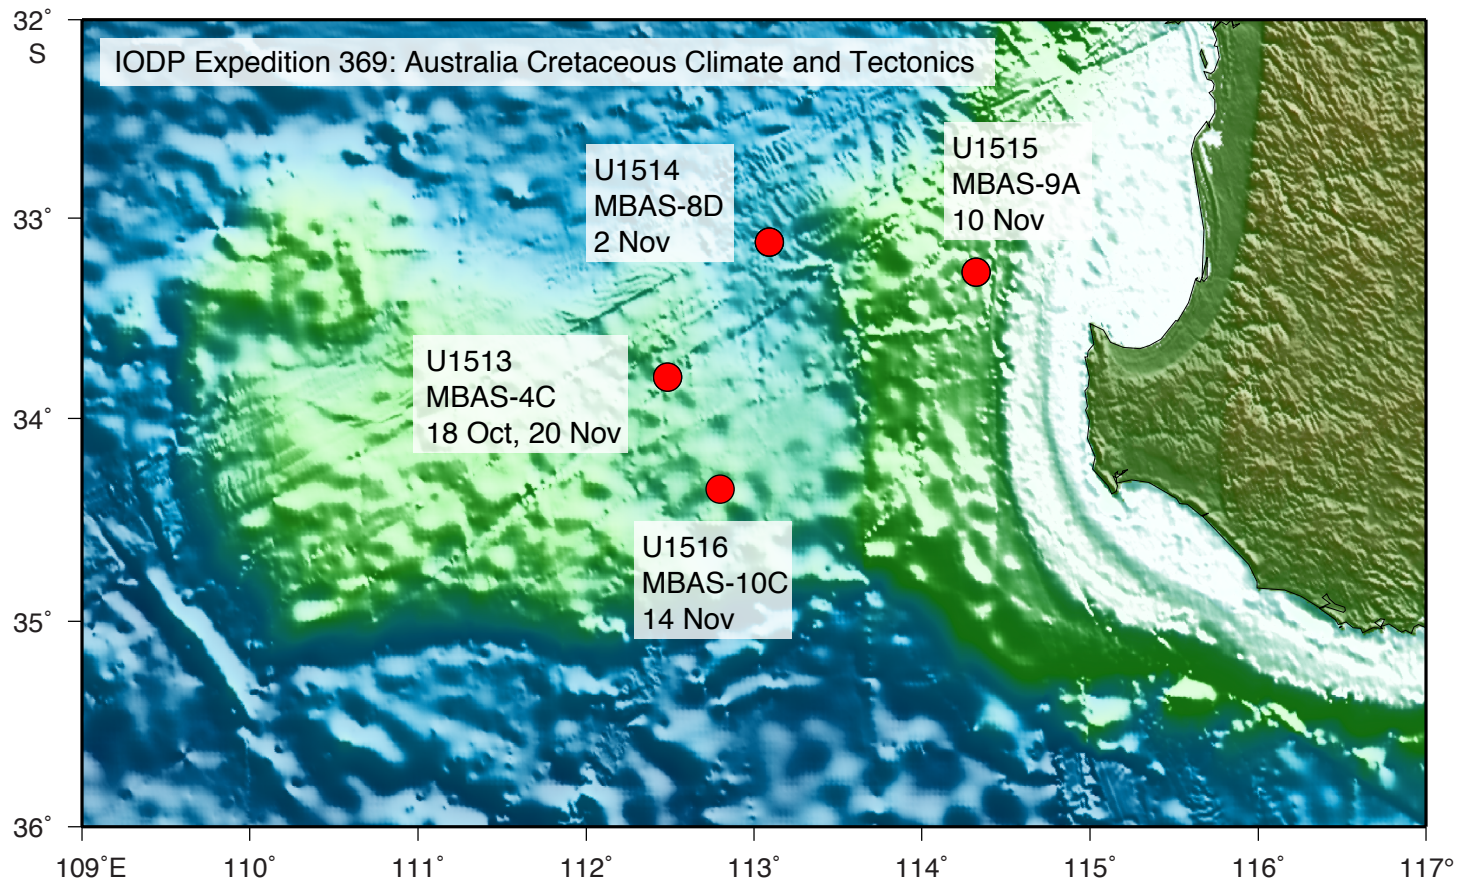 32˚
S
IODP Expedition 369: Australia Cretaceous Climate and Tectonics
U1514
MBAS-8D
2 Nov
U1515
MBAS-9A
10 Nov
33˚
U1513
MBAS-4C
18 Oct, 20 Nov
34˚
U1516
MBAS-10C
14 Nov
35˚
36˚
109˚E 110˚ 111˚ 112˚ 113˚ 114˚ 115˚ 116˚ 117°